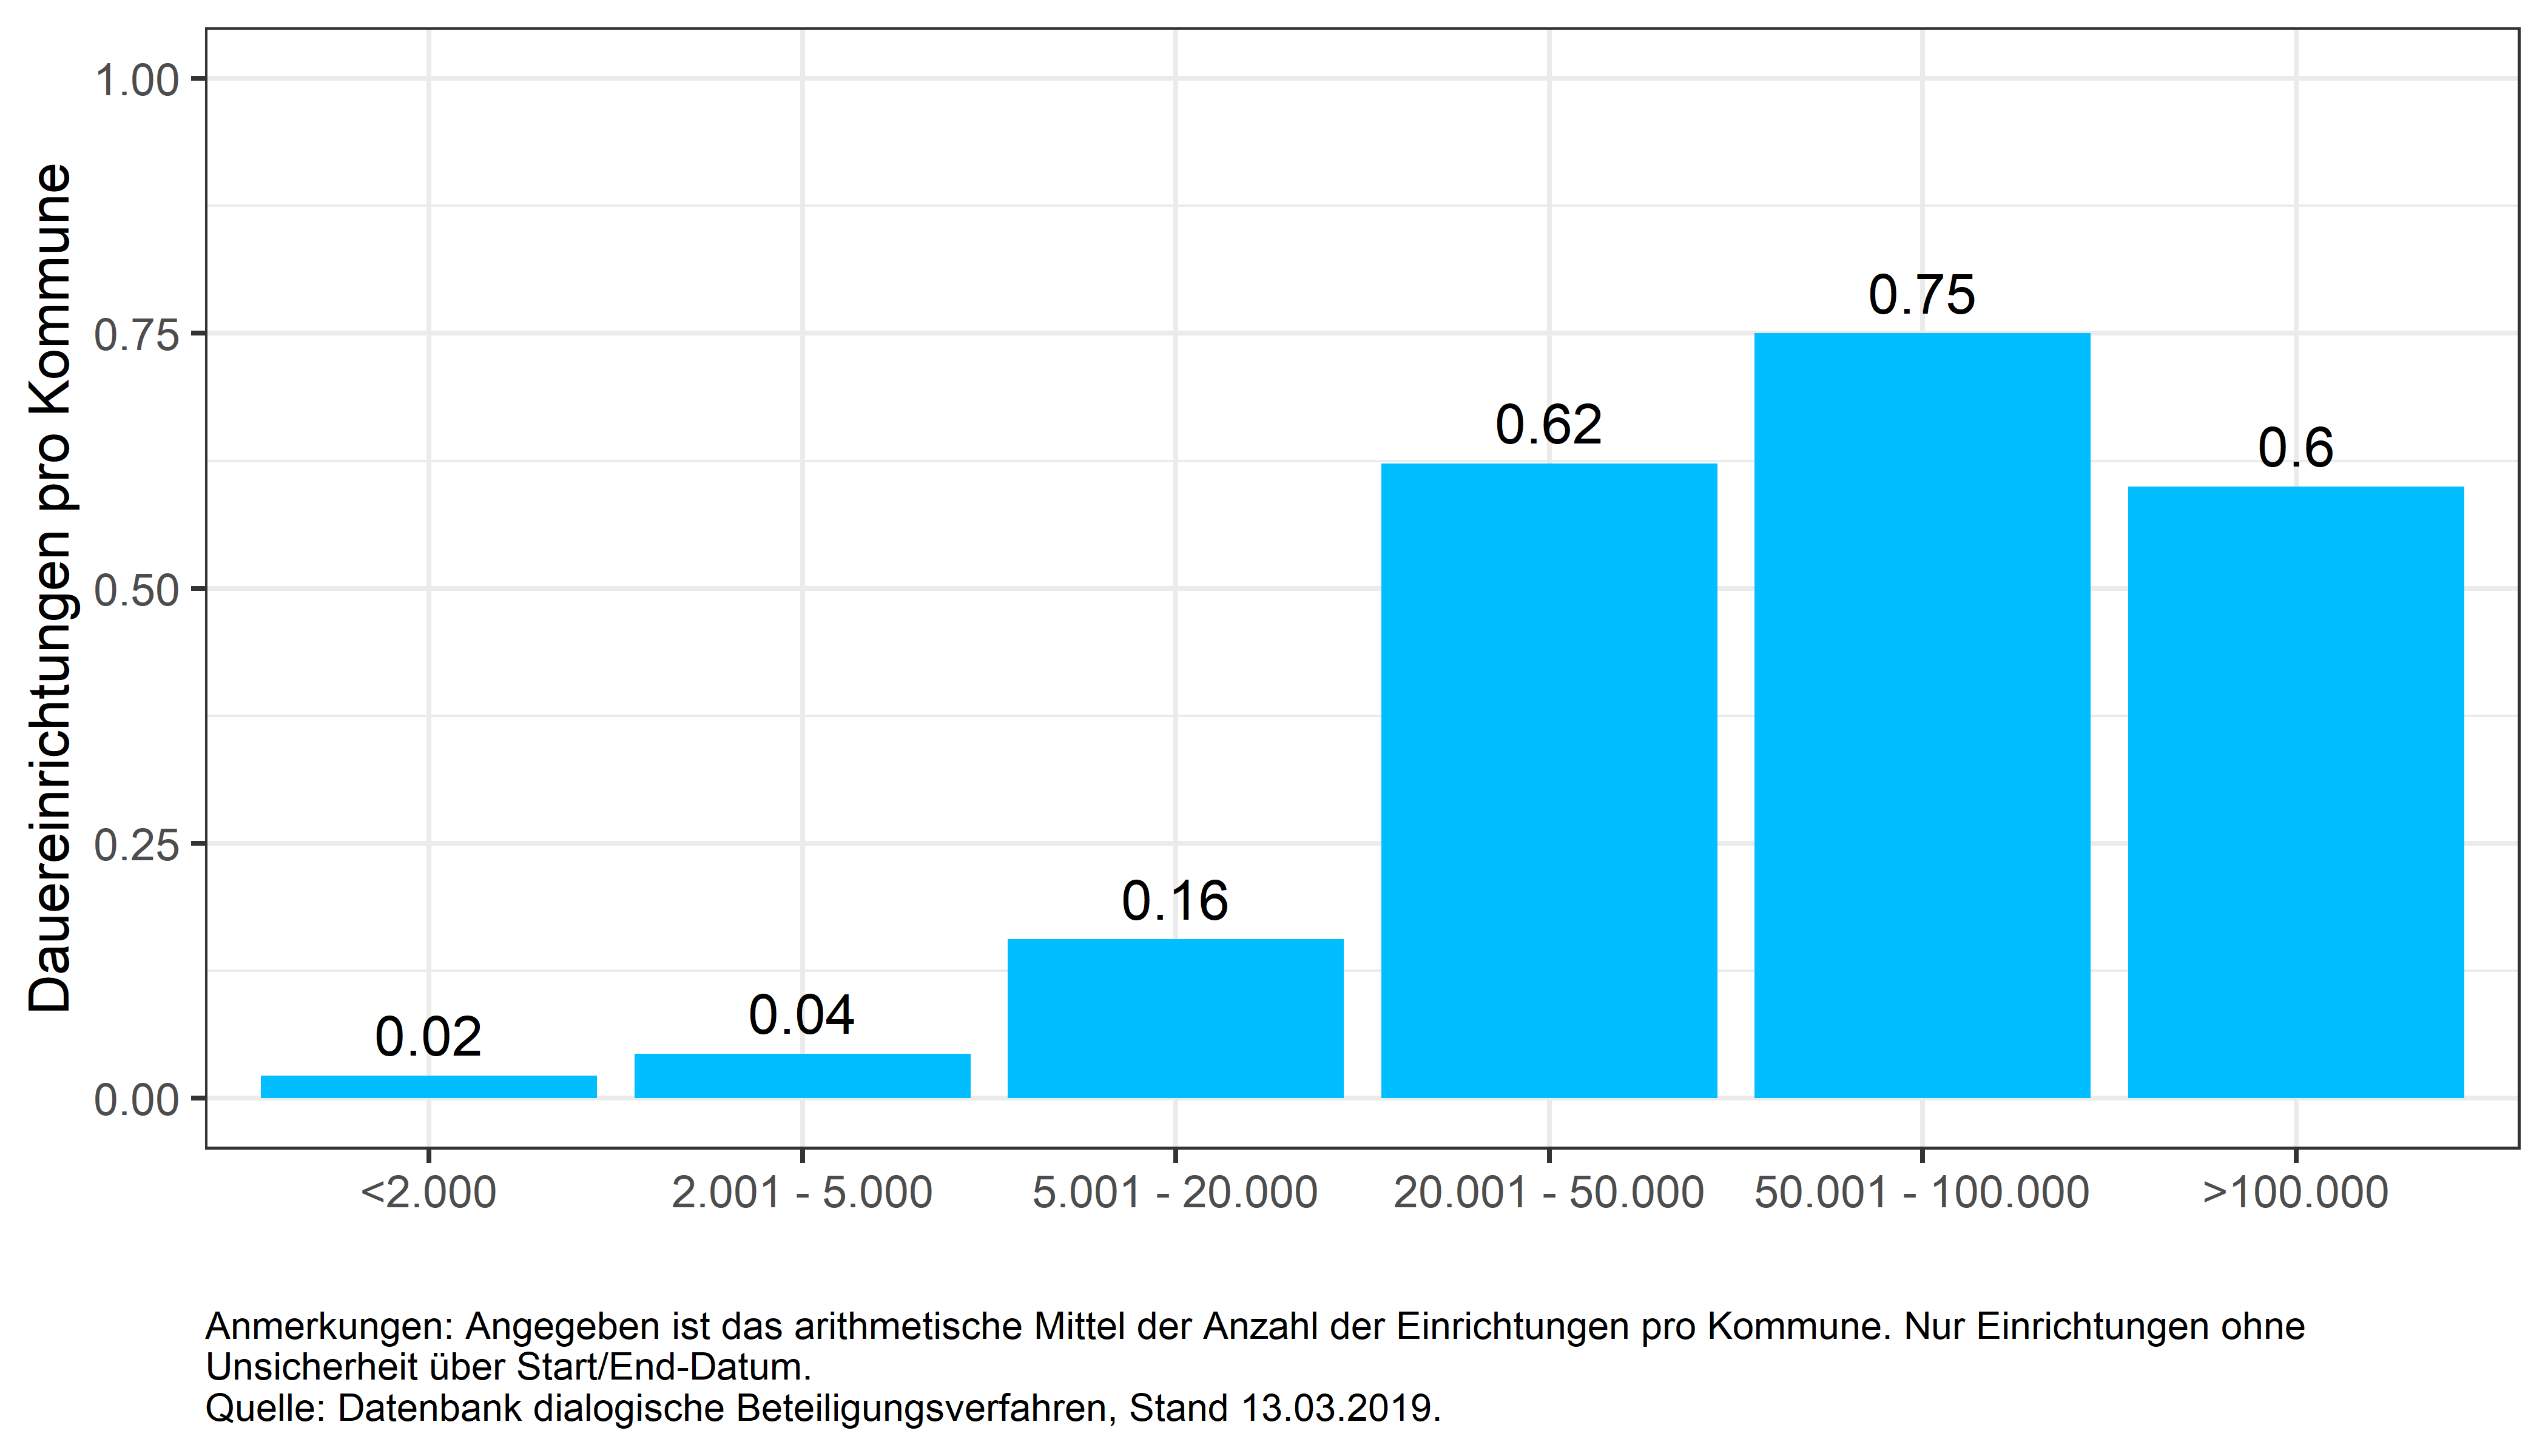 Dauereinrichtungen pro Kommune
1.00
0.75
0.50
0.25
0.00
0.02
0.04
0.16
0.62
0.75
0.6
<2.000
2.001 - 5.000
5.001 - 20.000
20.001 - 50.000
50.001 - 100.000
>100.000
Anmerkungen: Angegeben ist das arithmetische Mittel der Anzahl der Einrichtungen pro Kommune. Nur Einrichtungen ohne
Unsicherheit über Start/End-Datum.
Quelle: Datenbank dialogische Beteiligungsverfahren, Stand 13.03.2019.